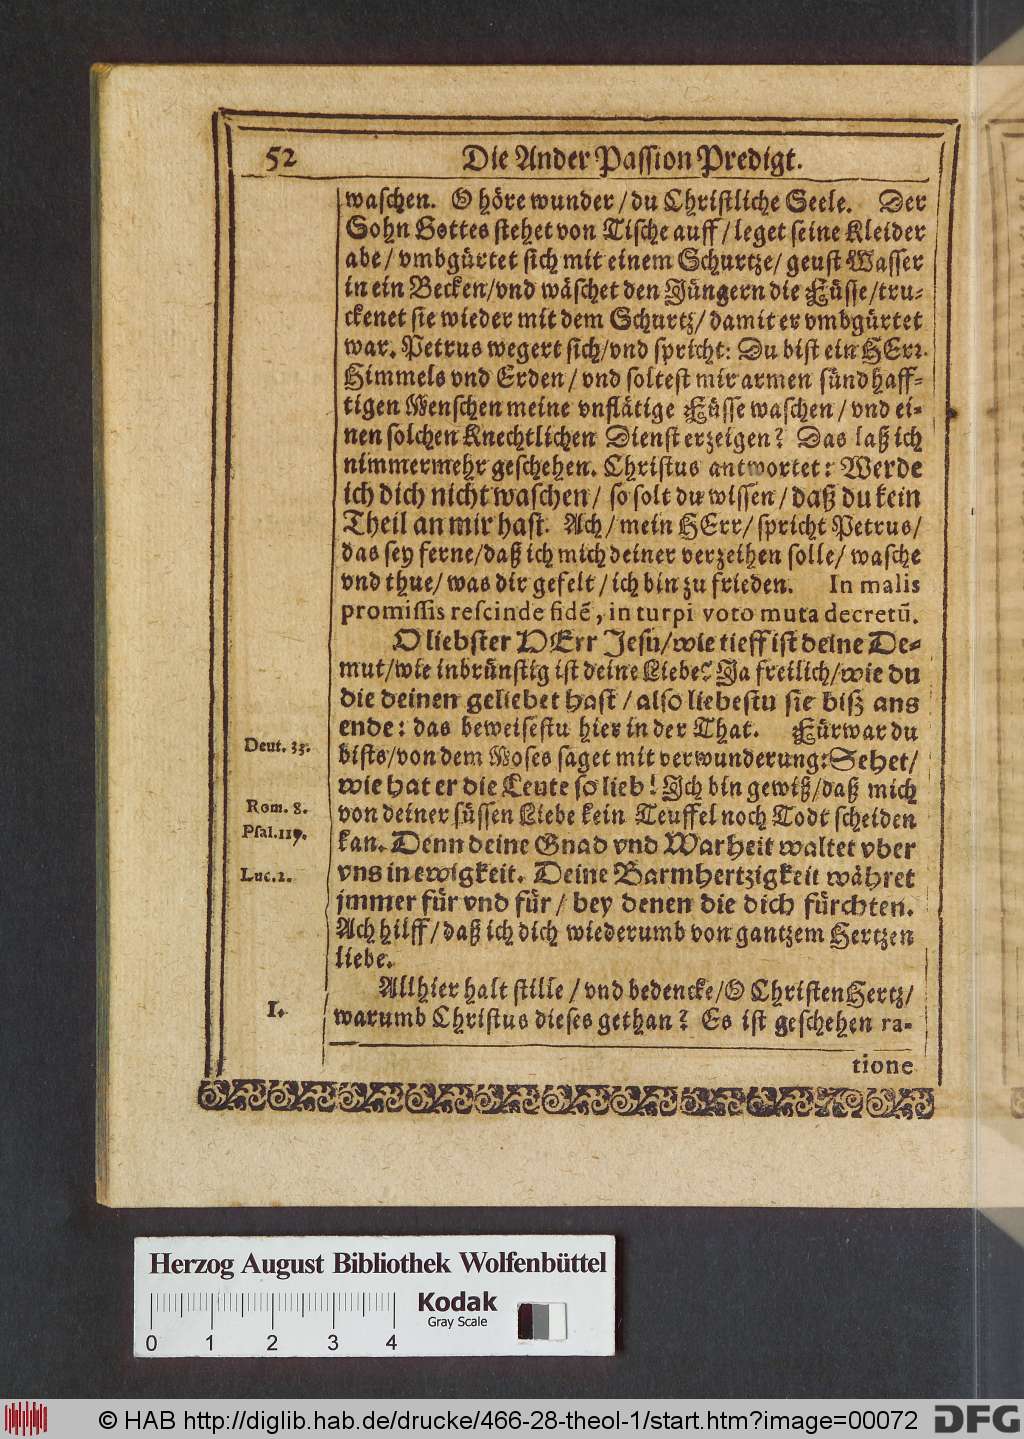 52 Die Ander Passion Predigt.
waschen. O höre wunder / du Christliche Seele. Der
Sohn Gottes stehet von Tische auff / leget seine Kleider
abe / vmbgürtet sich mit einem Schurtze / geust Wasser
in ein Becken / vnd wäschet den Jüngern die Füsse / tru-
ckenet sie wieder mit dem Schurtz / damit er vmbgürtet
war. Petrus wegert sich / vnd spricht: Du bist ein HErr
Himmels vnd Erden / vnd soltest mir armen sündhaff-
tigen Menschen meine vnflätige Füsse waschen / vnd ei-
nen solchen Knechtlichen Dienst erzeigen? Das laß ich
nimmermehr geschehen. Christus antwortet: Werde
ich dich nicht waschen / so solt du wissen / daß du kein
Theil an mir hast. Ach / mein HErr / spricht Petrus /
das sey ferne / daß ich mich deiner verzeihen solle / wasche
vnd thue / was dir gefelt / ich bin zu frieden. In malis
promissis rescinde fidẽ, in turpi voto muta decretũ.
O liebster HErr Jesu / wie tieff ist deine De-
mut / wie inbrünstig ist deine Liebe? Ja freilich / wie du
die deinen geliebet hast / also liebestu sie biß ans
ende: das beweisestu hier in der That. Fürwar du
Deut. 33. bists / von dem Moses saget mit verwunderung: Sehet /
wie hat er die Leute so lieb! Ich bin gewiß / daß mich
Rom. 8. von deiner süssen Liebe kein Teuffel noch Todt scheiden
Psal. 117. kan. Denn deine Gnad vnd Warheit waltet vber
Luc. 1. vns in ewigkeit. Deine Barmhertzigkeit währet
jmmer für vnd für / bey denen die dich fürchten.
Ach hilff / daß ich dich wiederumb von gantzem Hertzen
liebe.
Allhier halt stille / vnd bedencke / O Christen Hertz /
I. warumb Christus dieses gethan? Es ist geschehen ra-
tione
Herzog August Bibliothek Wolfenbüttel
0 1 2 3 4
Kodak
Gray Scale
© HAB http://diglib.hab.de/drucke/466-28-theol-1/start.htm?image=00072
DFG